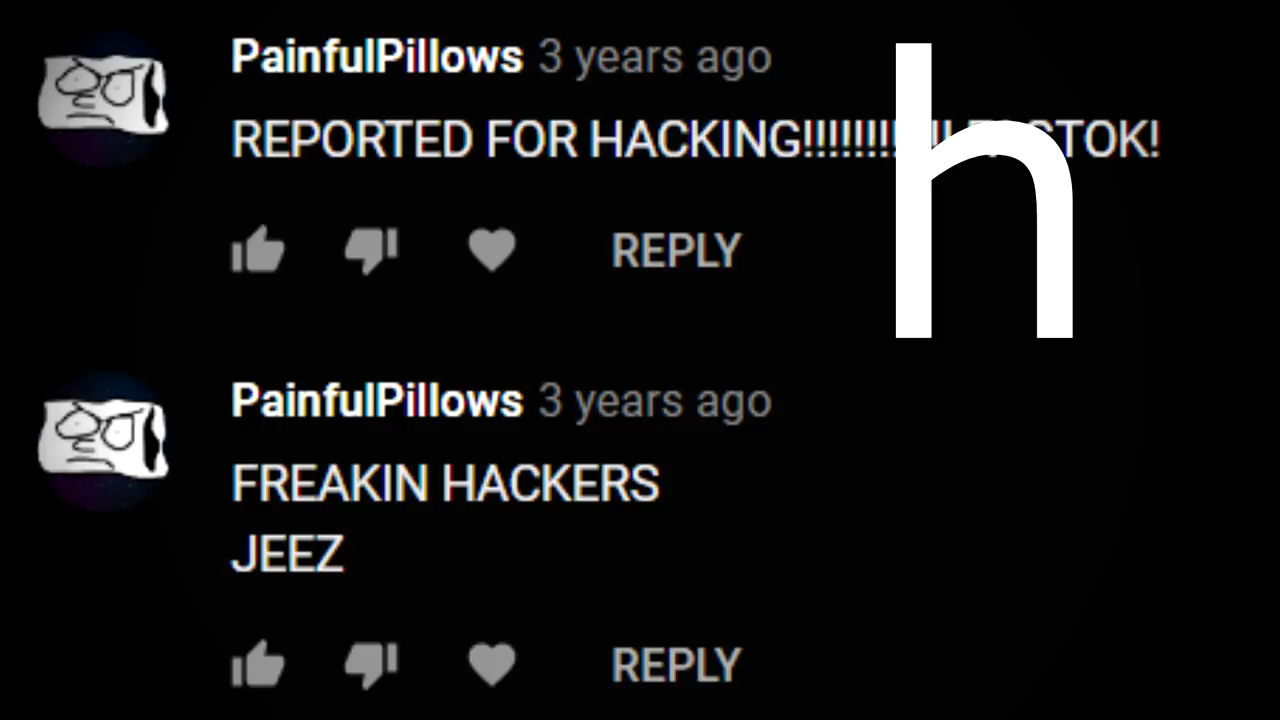 PainfulPillows 3 years ago
REPORTED FOR HACKING!!!!!!!!
h
REPLY
PainfulPillows 3 years ago
FREAKIN HACKERS
JEEZ
REPLY